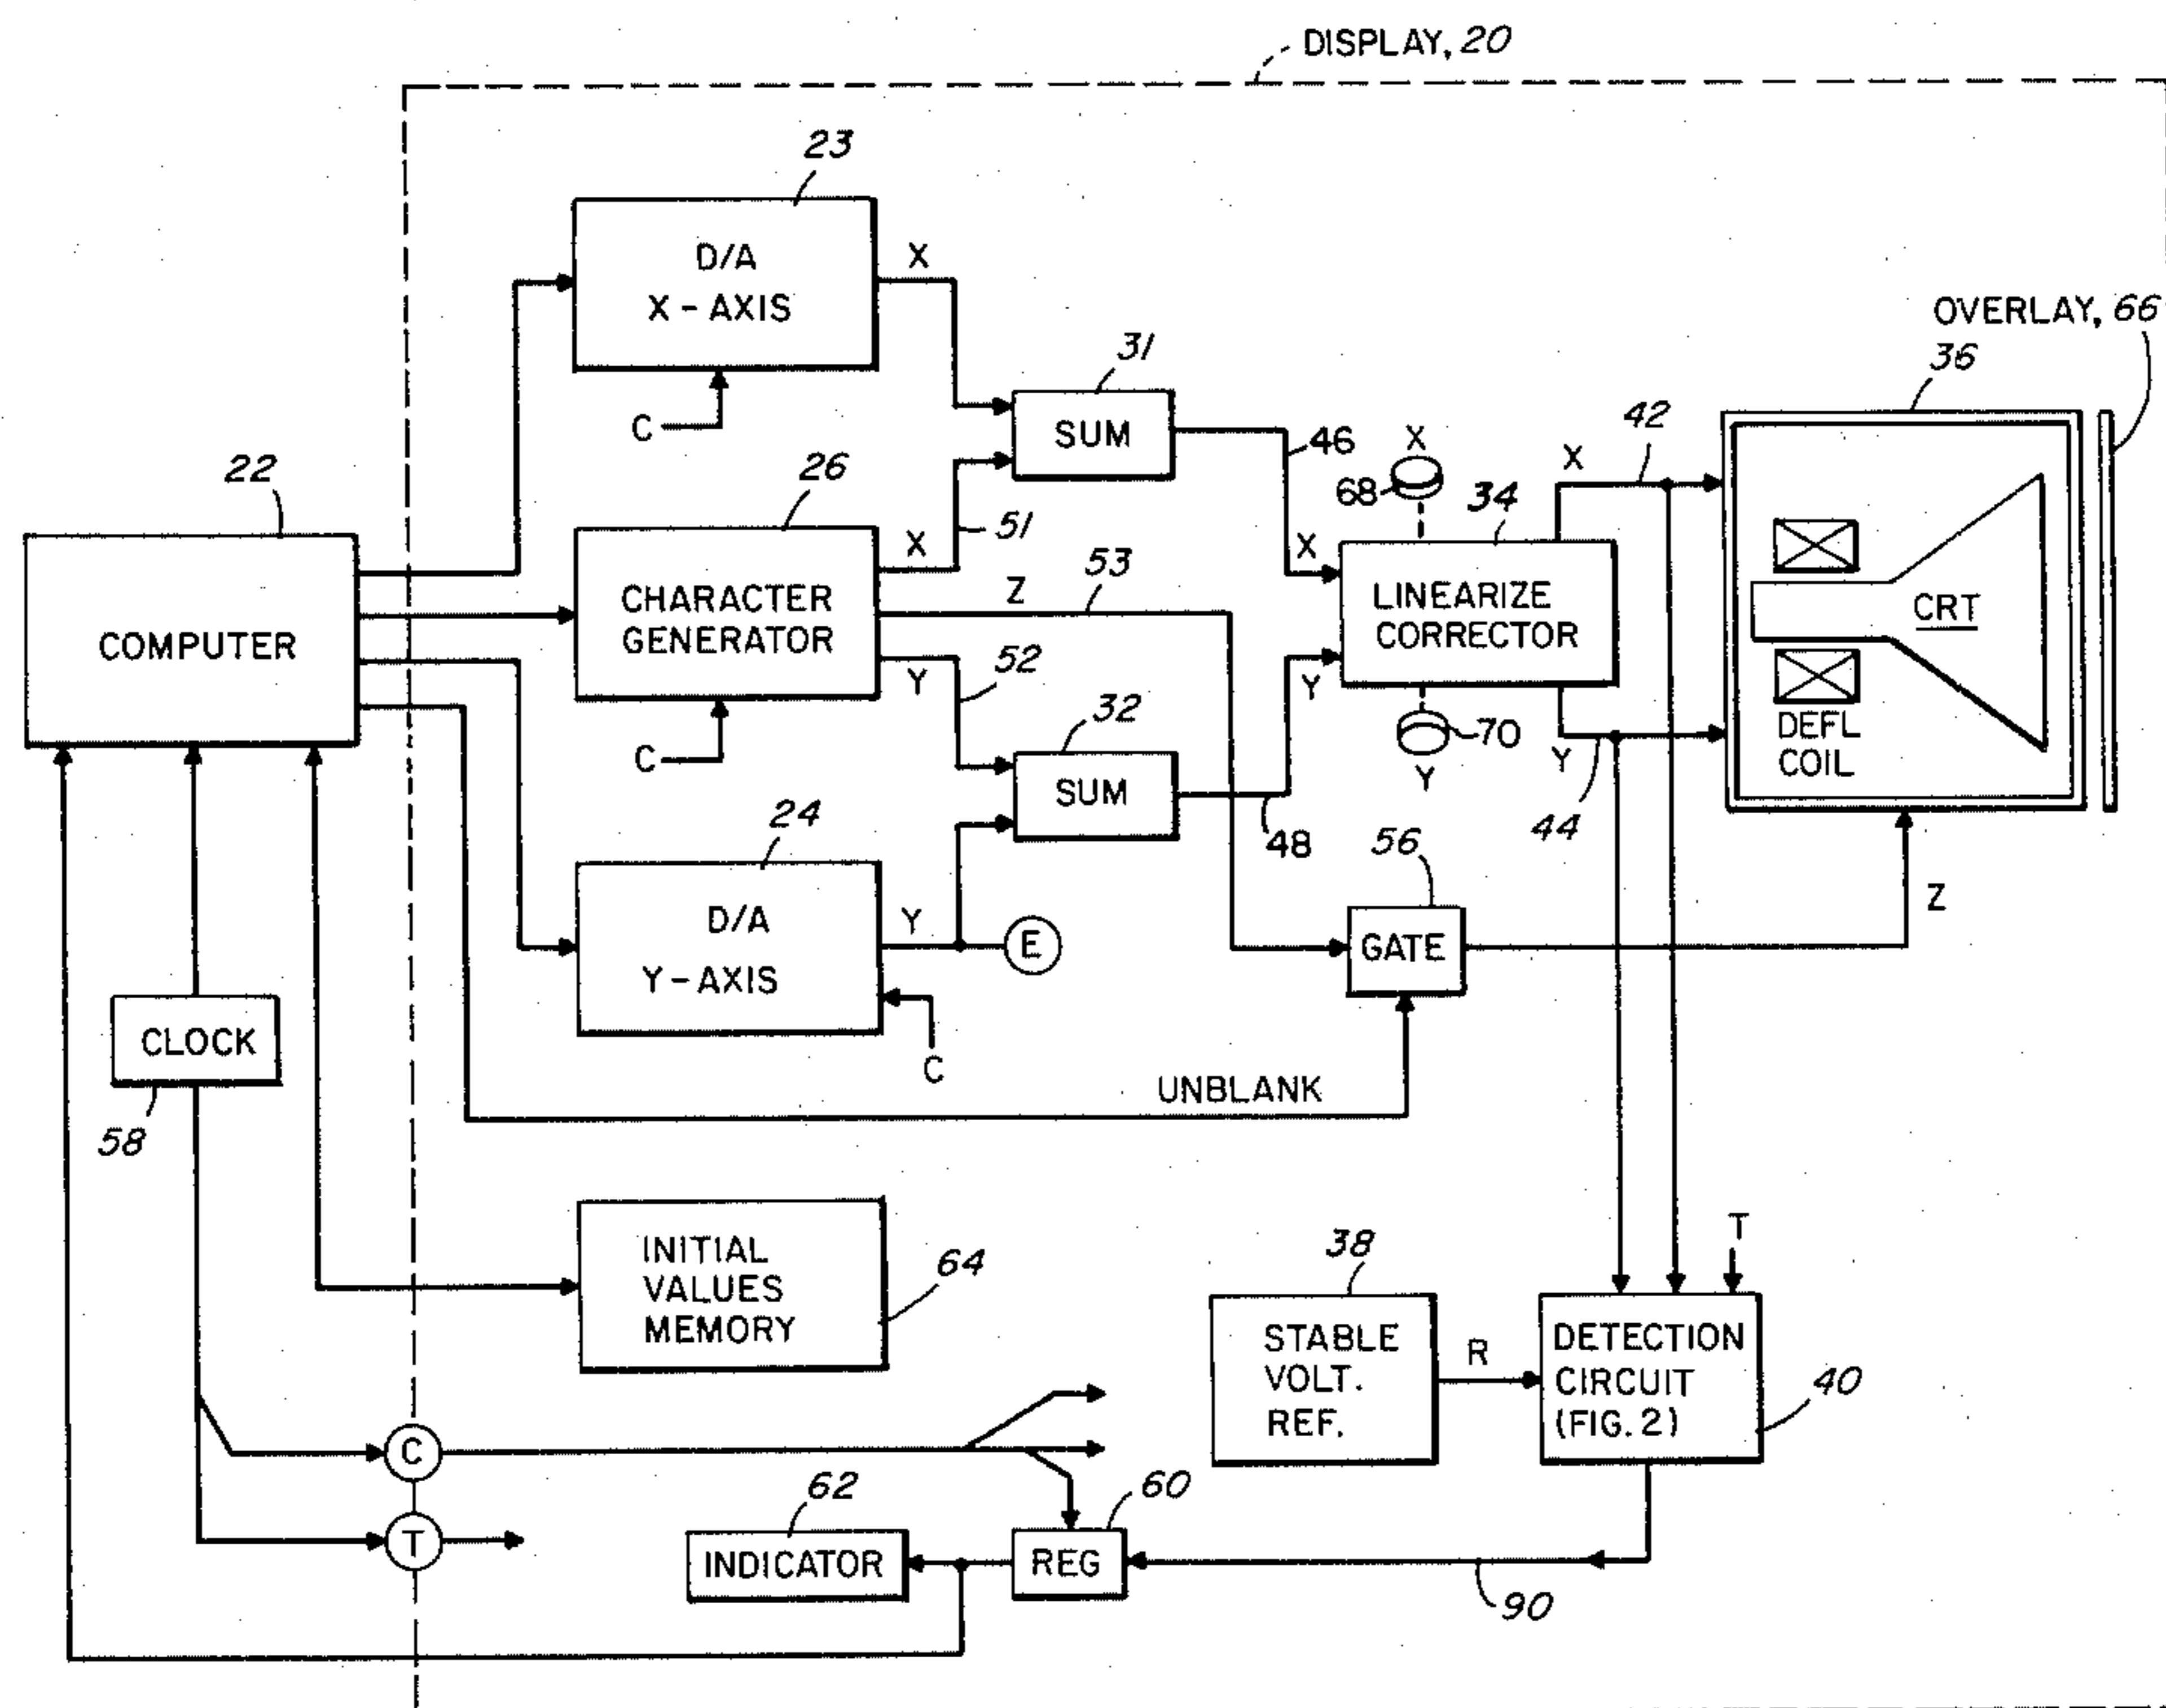 DISPLAY, 20
23
D/A
X-AXIS
X
C
OVERLAY, 66
36
31
SUM
42
46
X
68
X
34
22
26
51
X
53
X
COMPUTER
CHARACTER
GENERATOR
Z
LINEARIZE
CORRECTOR
CRT
Y
52
Y
32
70
Y
Y
DEFL
COIL
C
SUM
24
48
44
56
D/A
Y-AXIS
Y
E
GATE
Z
CLOCK
C
58
UNBLANK
INITIAL
VALUES
MEMORY
64
38
T
STABLE
VOLT.
REF.
R
DETECTION
CIRCUIT
(FIG. 2)
40
C
62
60
T
INDICATOR
REG
90